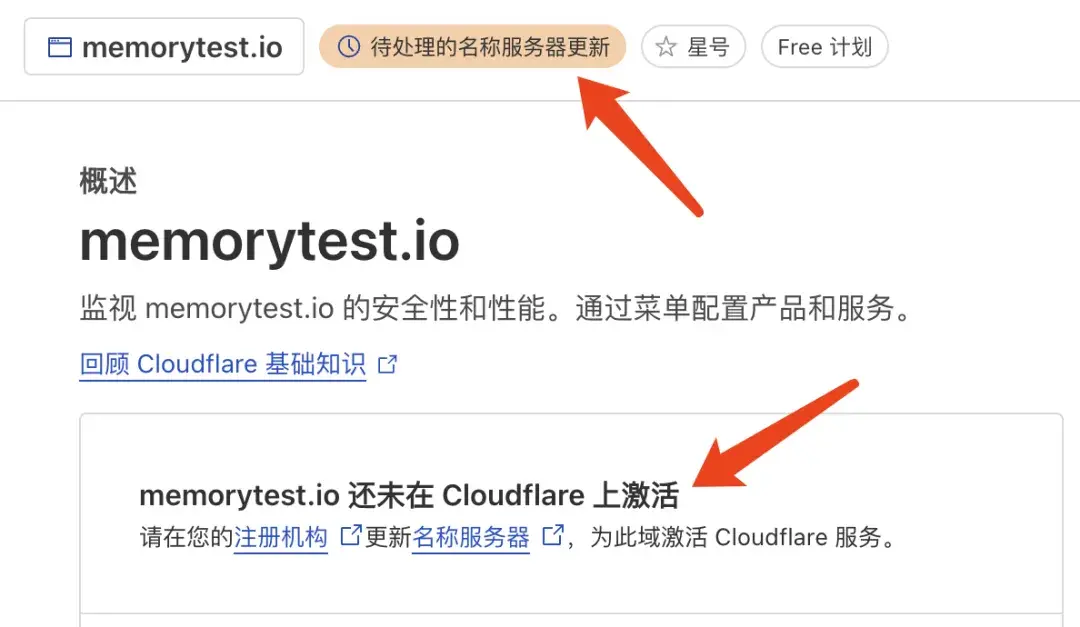 memorytest.io 待处理的名称服务器更新 星号 Free 计划
概述
memorytest.io
监视 memorytest.io 的安全性和性能。通过菜单配置产品和服务。
回顾 Cloudflare 基础知识
memorytest.io 还未在 Cloudflare 上激活
请在您的注册机构更新名称服务器，为此域激活 Cloudflare 服务。